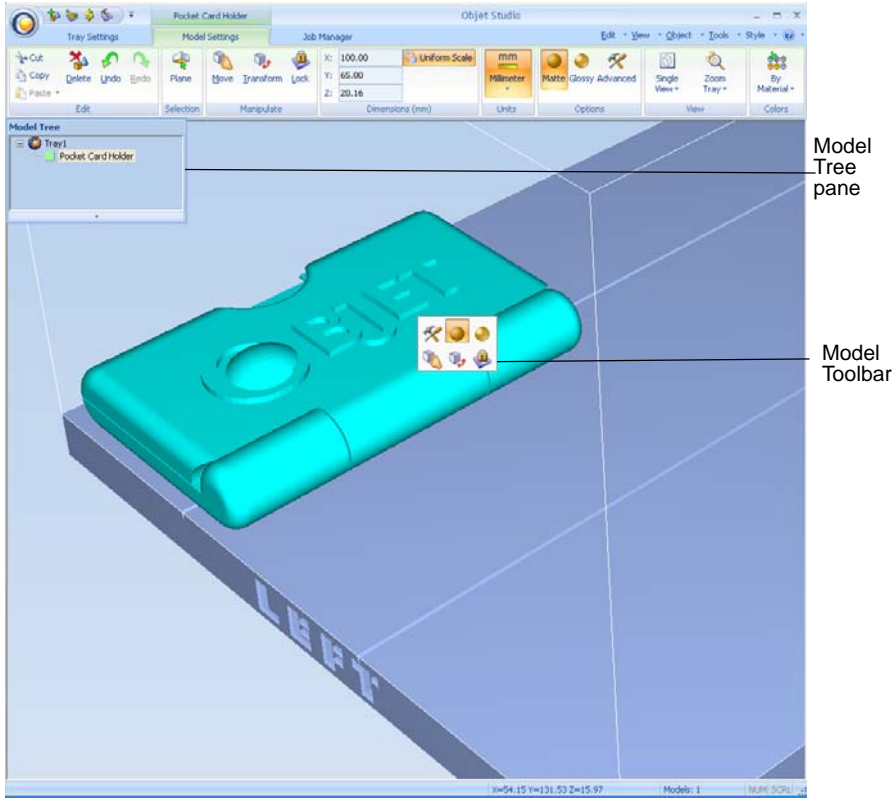 Pocket Card Holder
Objet Studio
Tray Settings
Model Settings
Job Manager
Edit View Object Tools Style
Cut
Copy
Paste
Delete Undo Redo
Edit
Plane
Selection
Move Transform Lock
Manipulate
X: 100.00
Y: 65.00
Z: 20.16
Uniform Scale
Dimensions (mm)
mm
Millimeter
Units
Matte Glossy Advanced
Options
Single View
Zoom Tray
View
By Material
Colors
Model Tree
Tray1
Pocket Card Holder
Model
Tree
pane
OBJET
Model
Toolbar
LEFT
X=54.15 Y=131.53 Z=15.97
Models: 1
NUM SCRL